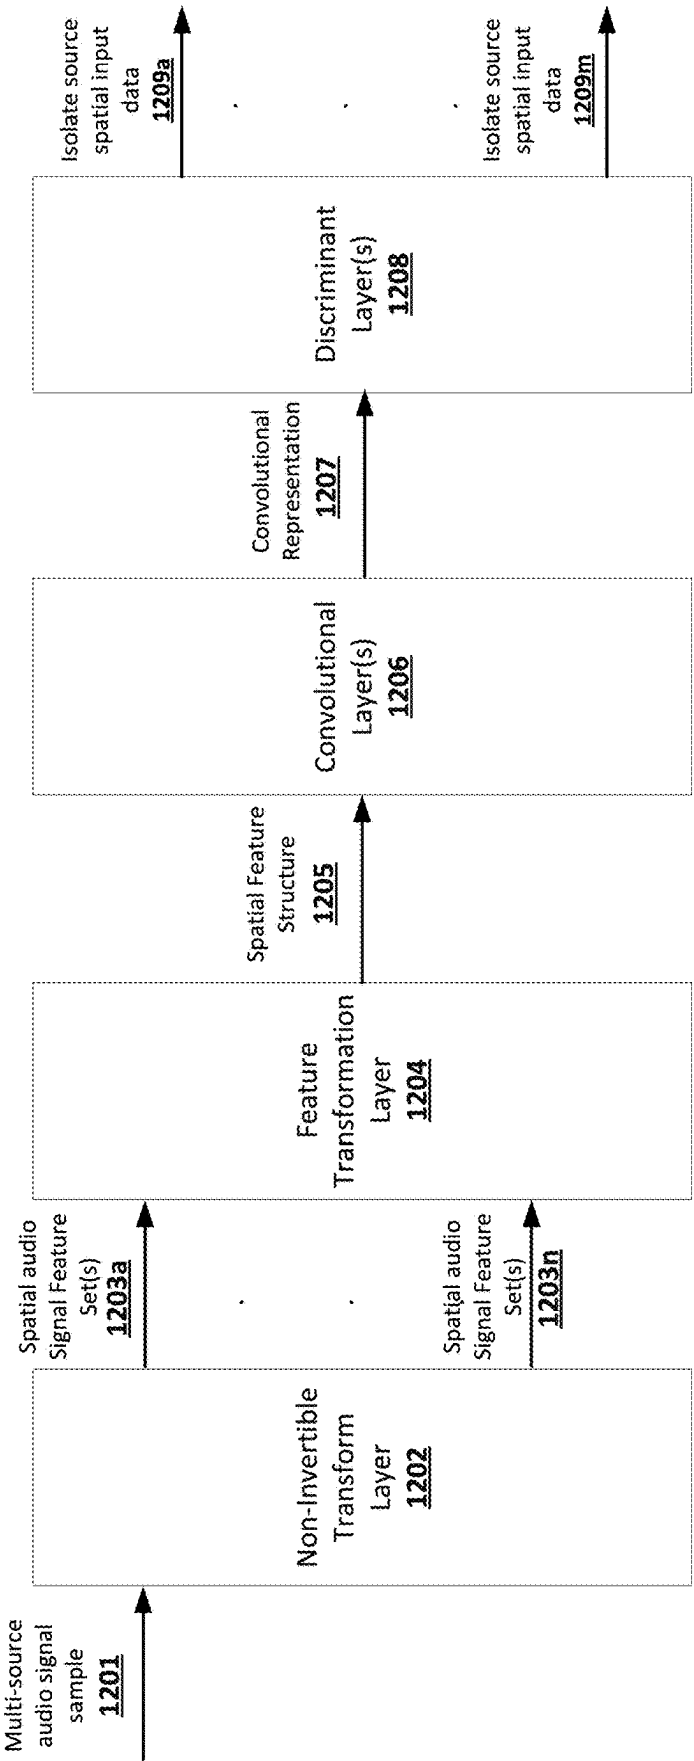 Multi-source
audio signal
sample
1201
Non-Invertible
Transform
Layer
1202
Spatial audio
Signal Feature
Set(s)
1203a
Spatial audio
Signal Feature
Set(s)
1203n
Feature
Transformation
Layer
1204
Spatial Feature
Structure
1205
Convolutional
Layer(s)
1206
Convolutional
Representation
1207
Discriminant
Layer(s)
1208
Isolate source
spatial input
data
1209a
Isolate source
spatial input
data
1209m